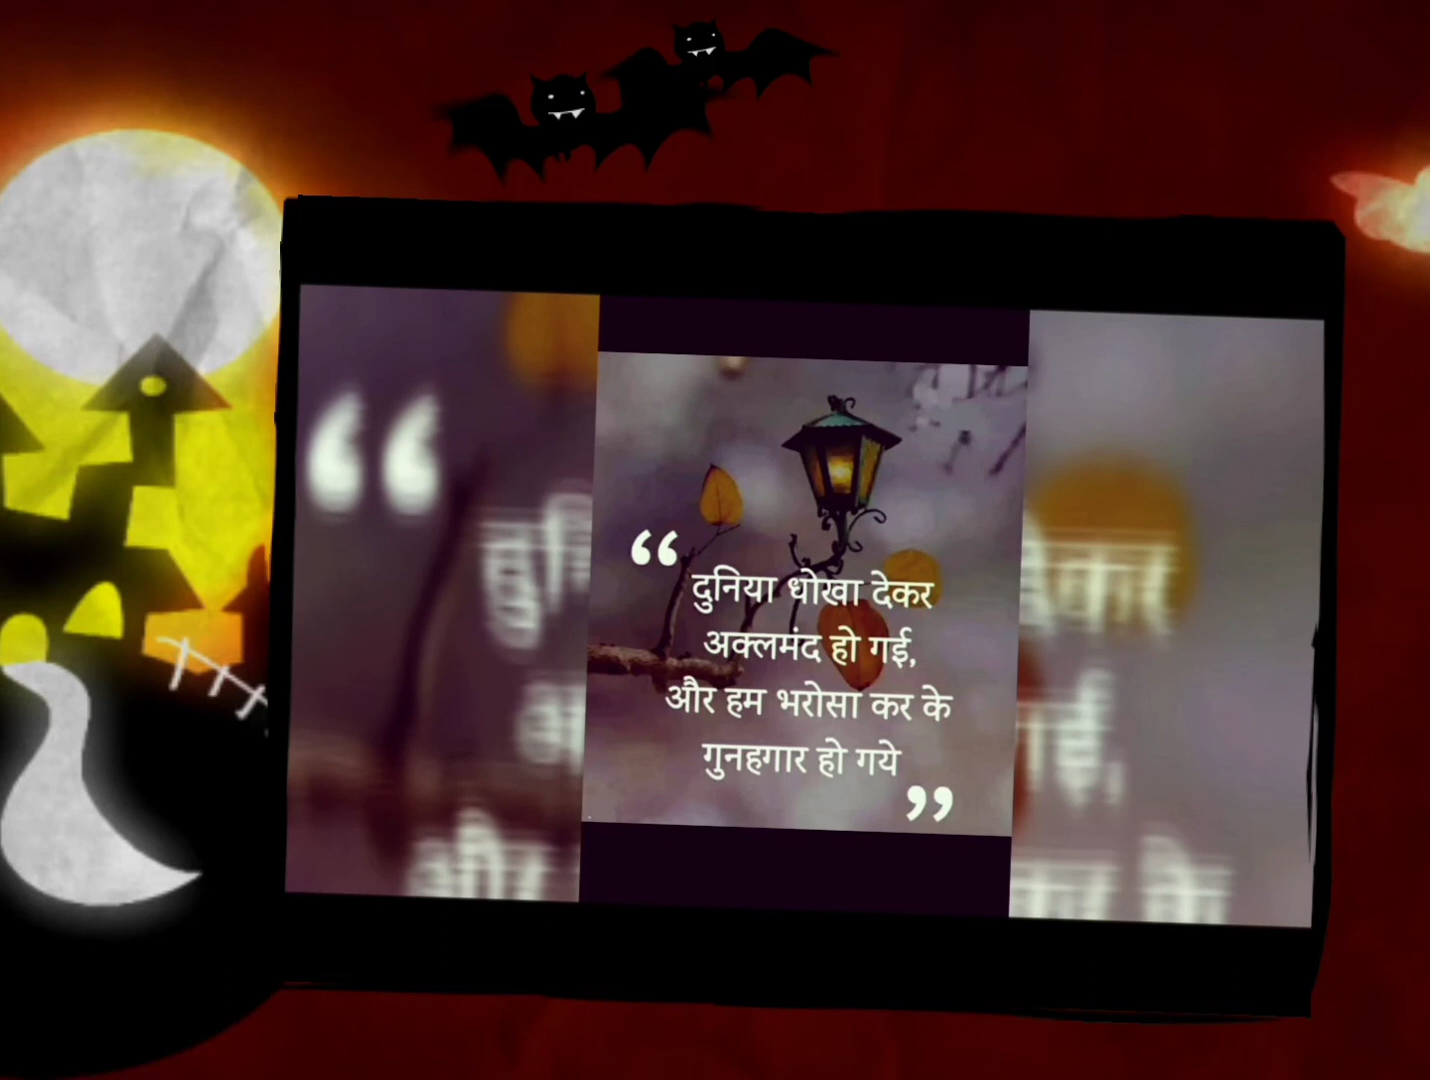 “
दुनिया धोखा देकर
अक्लमंद हो गई,
और हम भरोसा कर के
गुनहगार हो गये
”